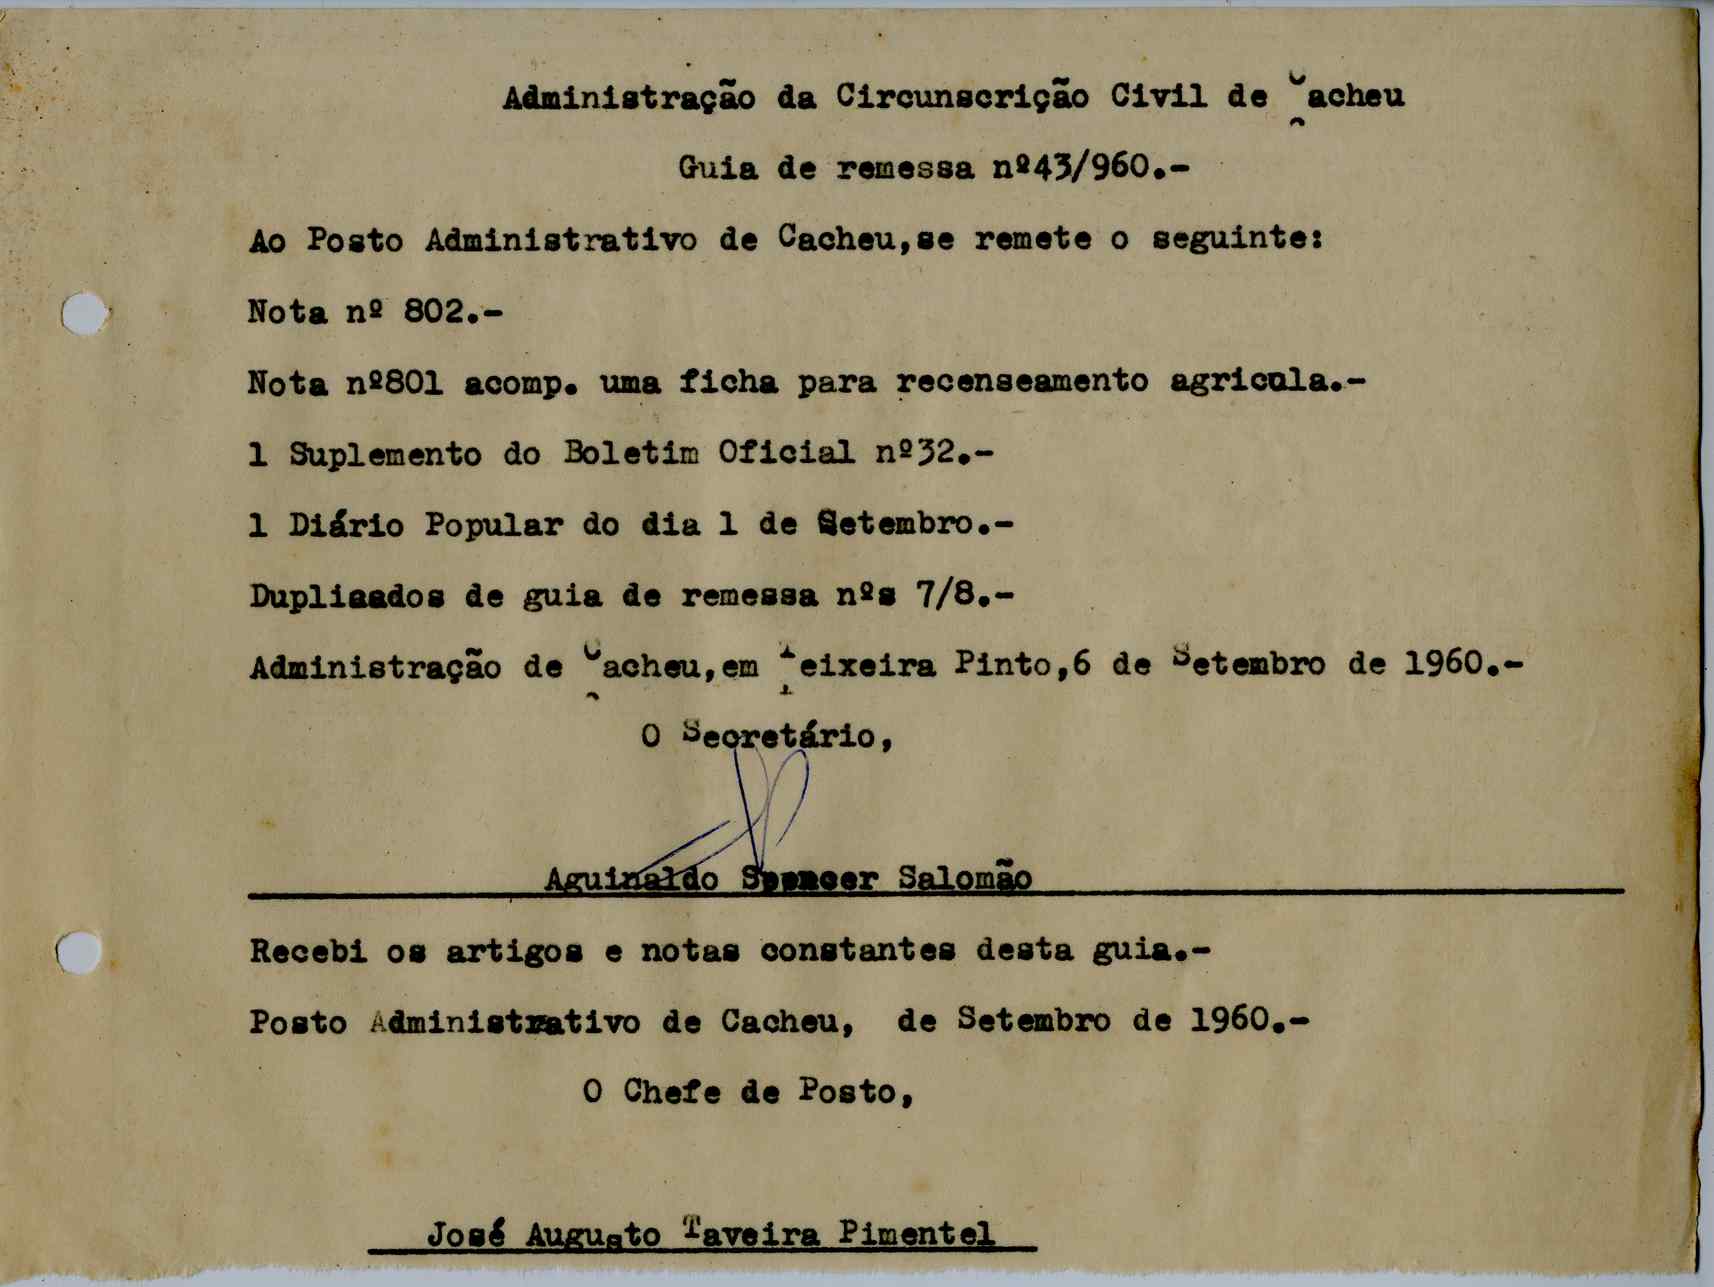 Administração da Circunscrição Civil de Cacheu
Guia de remessa nº43/960.-
Ao Posto Administrativo de Cacheu,se remete o seguinte:
Nota nº 802.-
Nota nº801 acomp. uma ficha para recenseamento agricula.-
1 Suplemento do Boletim Oficial nº32.-
1 Diário Popular do dia 1 de Setembro.-
Dupliaados de guia de remessa nºs 7/8.-
Administração de Cacheu,em Teixeira Pinto,6 de Setembro de 1960.-
O Secretário,
Aguinaldo Spencer Salomão
Recebi os artigos e notas constantes desta guia.-
Posto Administrativo de Cacheu, de Setembro de 1960.-
O Chefe de Posto,
José Augusto Taveira Pimentel